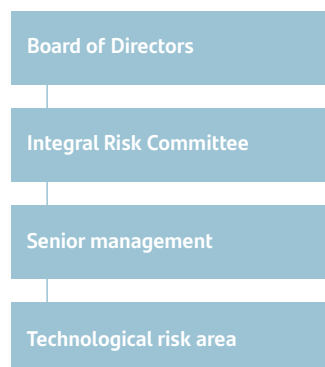 Board of Directors
Integral Risk Committee
Senior management
Technological risk area